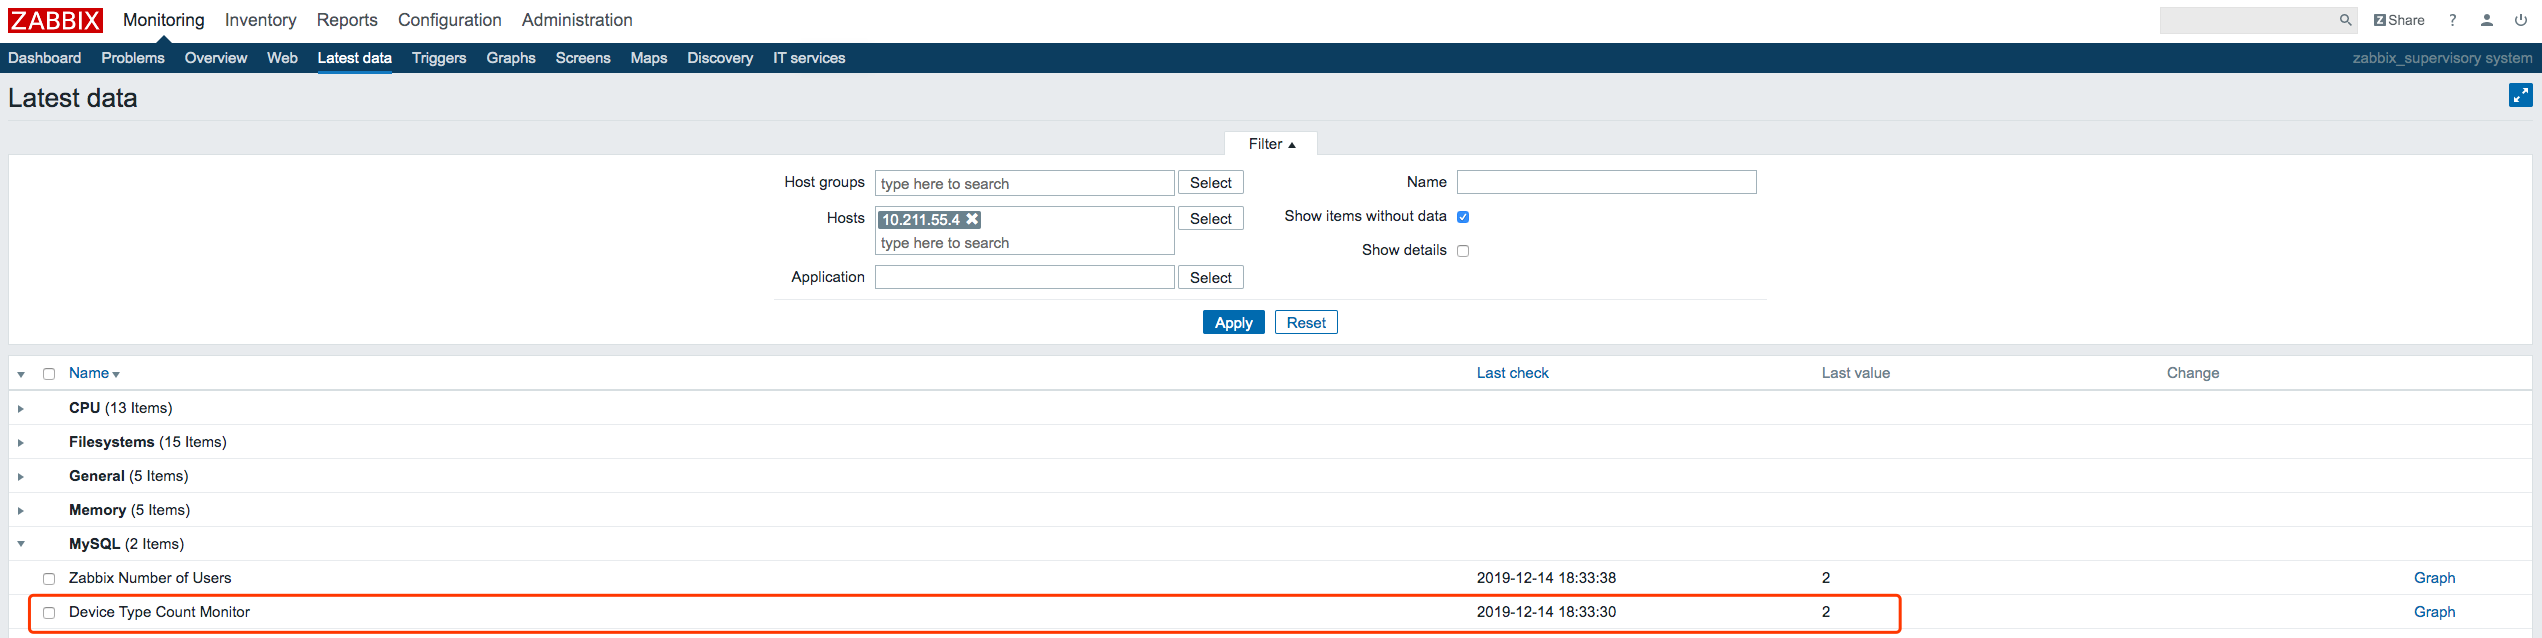 ZABBIX Monitoring Inventory Reports Configuration Administration Z Share ?
Dashboard Problems Overview Web Latest data Triggers Graphs Screens Maps Discovery IT services zabbix_supervisory system
Latest data
Filter ▲
Host groups type here to search Select Name
Hosts 10.211.55.4 ✖ Select Show items without data
type here to search
Show details
Application Select
Apply Reset
Name ▼ Last check Last value Change
CPU (13 Items)
Filesystems (15 Items)
General (5 Items)
Memory (5 Items)
MySQL (2 Items)
Zabbix Number of Users 2019-12-14 18:33:38 2 Graph
Device Type Count Monitor 2019-12-14 18:33:30 2 Graph